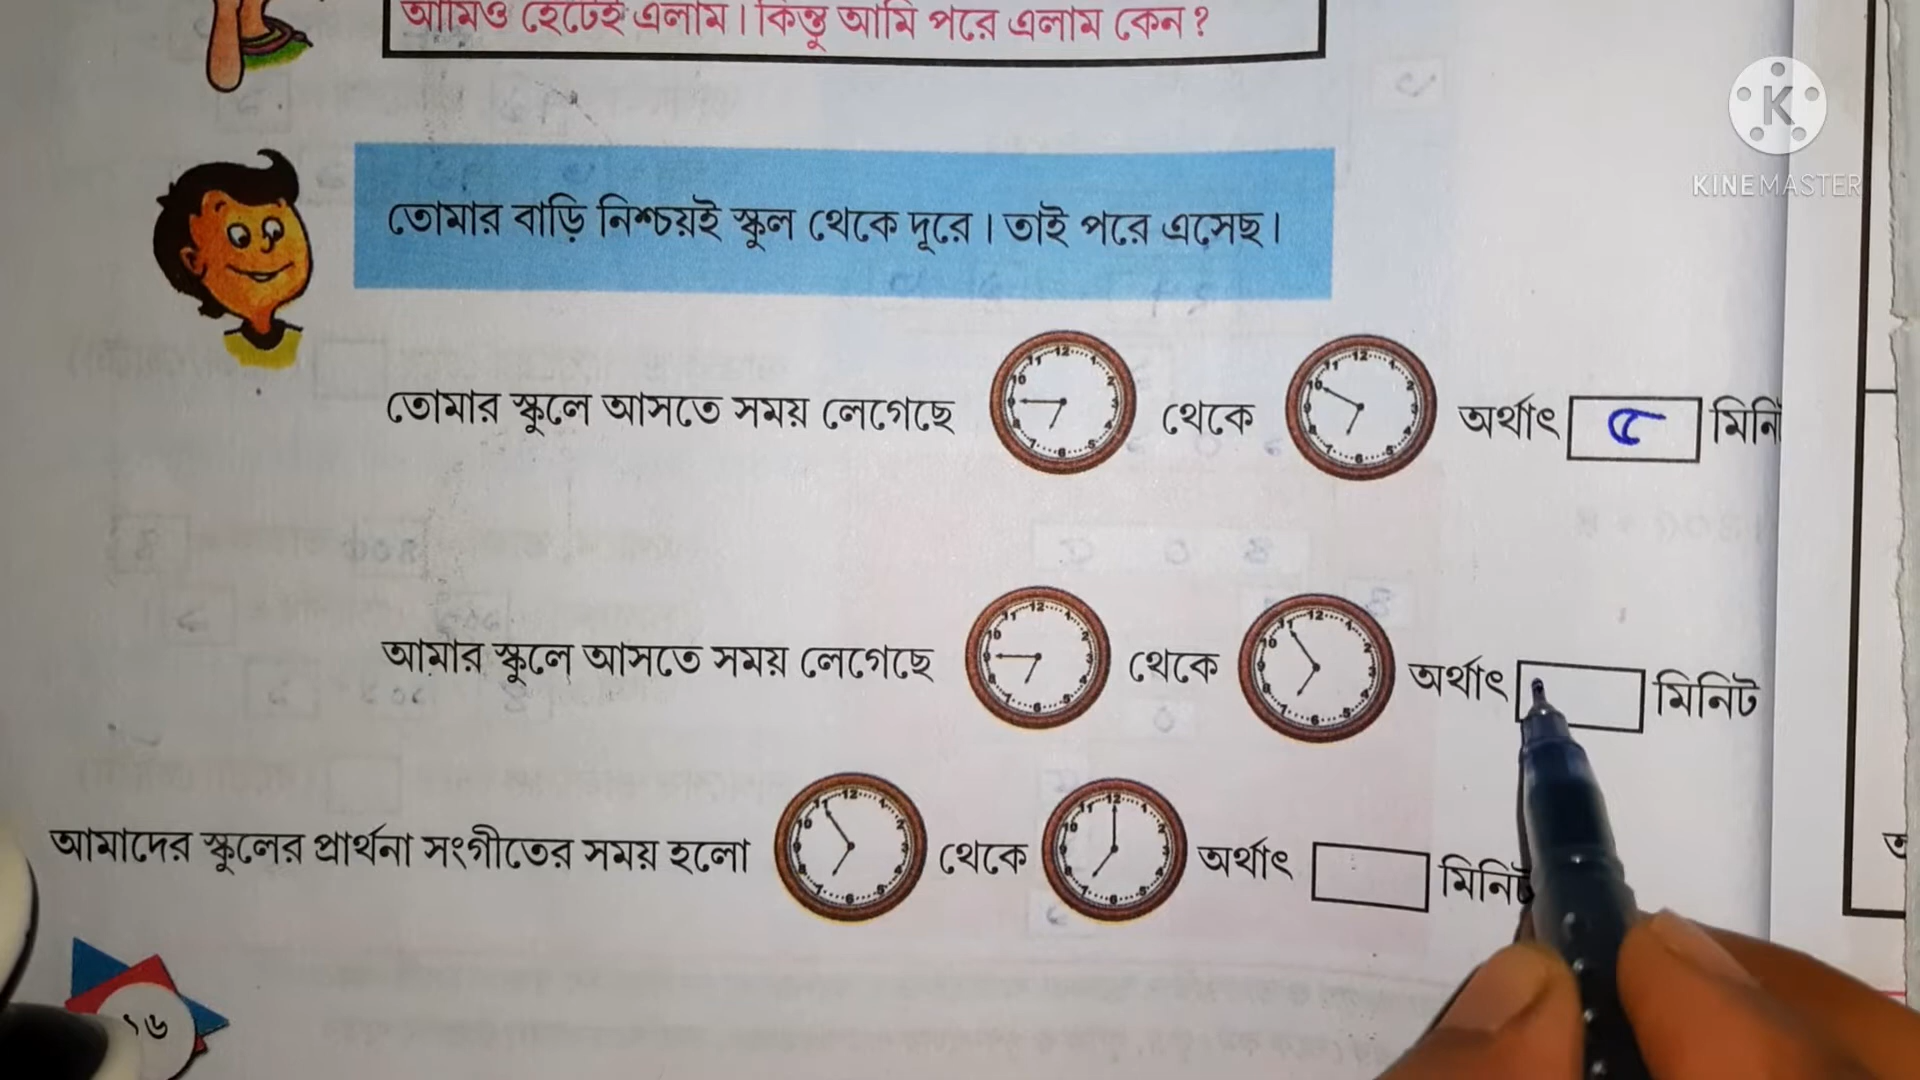 আমিও হেঁটেই এলাম। কিন্তু আমি পরে এলাম কেন?
KINEMASTER
তোমার বাড়ি নিশ্চয়ই স্কুল থেকে দূরে। তাই পরে এসেছ।
তোমার স্কুলে আসতে সময় লেগেছে থেকে অর্থাৎ ৫ মিনি
আমার স্কুলে আসতে সময় লেগেছে থেকে অর্থাৎ মিনিট
আমাদের স্কুলের প্রার্থনা সংগীতের সময় হলো থেকে অর্থাৎ মিনিট
১৬